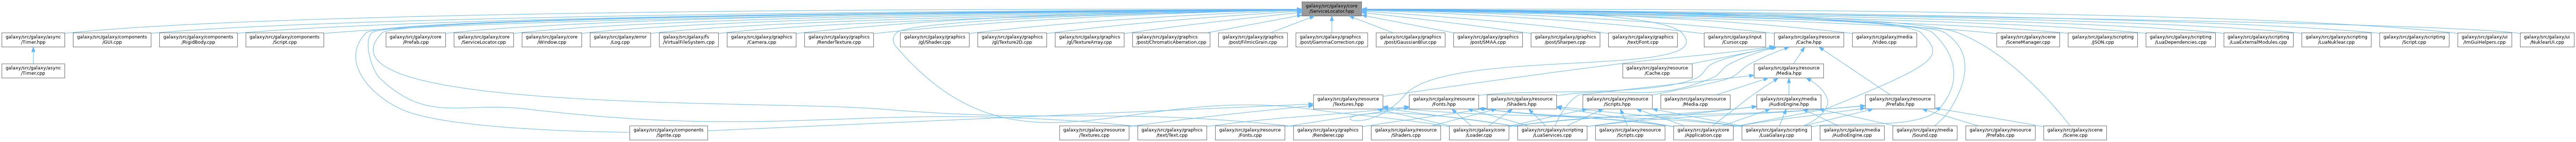 galaxy/src/galaxy/core
/ServiceLocator.hpp
galaxy/src/galaxy/async
/Timer.hpp
galaxy/src/galaxy/components
/GUI.cpp
galaxy/src/galaxy/components
/RigidBody.cpp
galaxy/src/galaxy/components
/Script.cpp
galaxy/src/galaxy/core
/Prefab.cpp
galaxy/src/galaxy/core
/ServiceLocator.cpp
galaxy/src/galaxy/core
/Window.cpp
galaxy/src/galaxy/error
/Log.cpp
galaxy/src/galaxy/fs
/VirtualFileSystem.cpp
galaxy/src/galaxy/graphics
/Camera.cpp
galaxy/src/galaxy/graphics
/RenderTexture.cpp
galaxy/src/galaxy/graphics
/gl/Shader.cpp
galaxy/src/galaxy/graphics
/gl/Texture2D.cpp
galaxy/src/galaxy/graphics
/gl/TextureArray.cpp
galaxy/src/galaxy/graphics
/post/ChromaticAberration.cpp
galaxy/src/galaxy/graphics
/post/FilmicGrain.cpp
galaxy/src/galaxy/graphics
/post/GammaCorrection.cpp
galaxy/src/galaxy/graphics
/post/GaussianBlur.cpp
galaxy/src/galaxy/graphics
/post/SMAA.cpp
galaxy/src/galaxy/graphics
/post/Sharpen.cpp
galaxy/src/galaxy/graphics
/text/Font.cpp
galaxy/src/galaxy/input
/Cursor.cpp
galaxy/src/galaxy/resource
/Cache.hpp
galaxy/src/galaxy/media
/Video.cpp
galaxy/src/galaxy/scene
/SceneManager.cpp
galaxy/src/galaxy/scripting
/JSON.cpp
galaxy/src/galaxy/scripting
/LuaDependencies.cpp
galaxy/src/galaxy/scripting
/LuaExternalModules.cpp
galaxy/src/galaxy/scripting
/LuaNuklear.cpp
galaxy/src/galaxy/scripting
/Script.cpp
galaxy/src/galaxy/ui
/ImGuiHelpers.cpp
galaxy/src/galaxy/ui
/NuklearUI.cpp
galaxy/src/galaxy/async
/Timer.cpp
galaxy/src/galaxy/resource
/Cache.cpp
galaxy/src/galaxy/resource
/Media.hpp
galaxy/src/galaxy/resource
/Textures.hpp
galaxy/src/galaxy/resource
/Fonts.hpp
galaxy/src/galaxy/resource
/Shaders.hpp
galaxy/src/galaxy/resource
/Scripts.hpp
galaxy/src/galaxy/resource
/Media.cpp
galaxy/src/galaxy/media
/AudioEngine.hpp
galaxy/src/galaxy/resource
/Prefabs.hpp
galaxy/src/galaxy/components
/Sprite.cpp
galaxy/src/galaxy/resource
/Textures.cpp
galaxy/src/galaxy/graphics
/text/Text.cpp
galaxy/src/galaxy/resource
/Fonts.cpp
galaxy/src/galaxy/graphics
/Renderer.cpp
galaxy/src/galaxy/resource
/Shaders.cpp
galaxy/src/galaxy/core
/Loader.cpp
galaxy/src/galaxy/scripting
/LuaServices.cpp
galaxy/src/galaxy/resource
/Scripts.cpp
galaxy/src/galaxy/core
/Application.cpp
galaxy/src/galaxy/scripting
/LuaGalaxy.cpp
galaxy/src/galaxy/media
/AudioEngine.cpp
galaxy/src/galaxy/media
/Sound.cpp
galaxy/src/galaxy/resource
/Prefabs.cpp
galaxy/src/galaxy/scene
/Scene.cpp